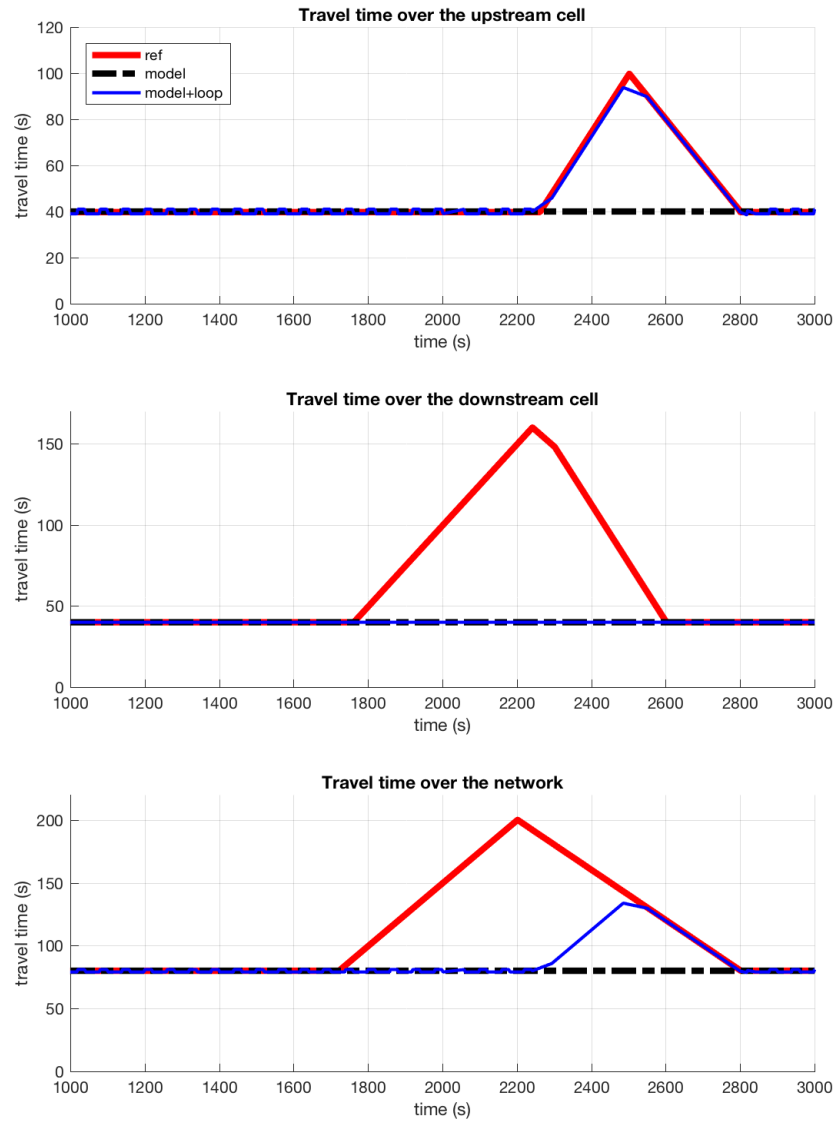 Travel time over the upstream cell
120
100
80
60
40
20
0
travel time (s)
ref
model
model+loop
1000 1200 1400 1600 1800 2000 2200 2400 2600 2800 3000
time (s)
Travel time over the downstream cell
150
100
50
0
travel time (s)
1000 1200 1400 1600 1800 2000 2200 2400 2600 2800 3000
time (s)
Travel time over the network
200
150
100
50
0
travel time (s)
1000 1200 1400 1600 1800 2000 2200 2400 2600 2800 3000
time (s)